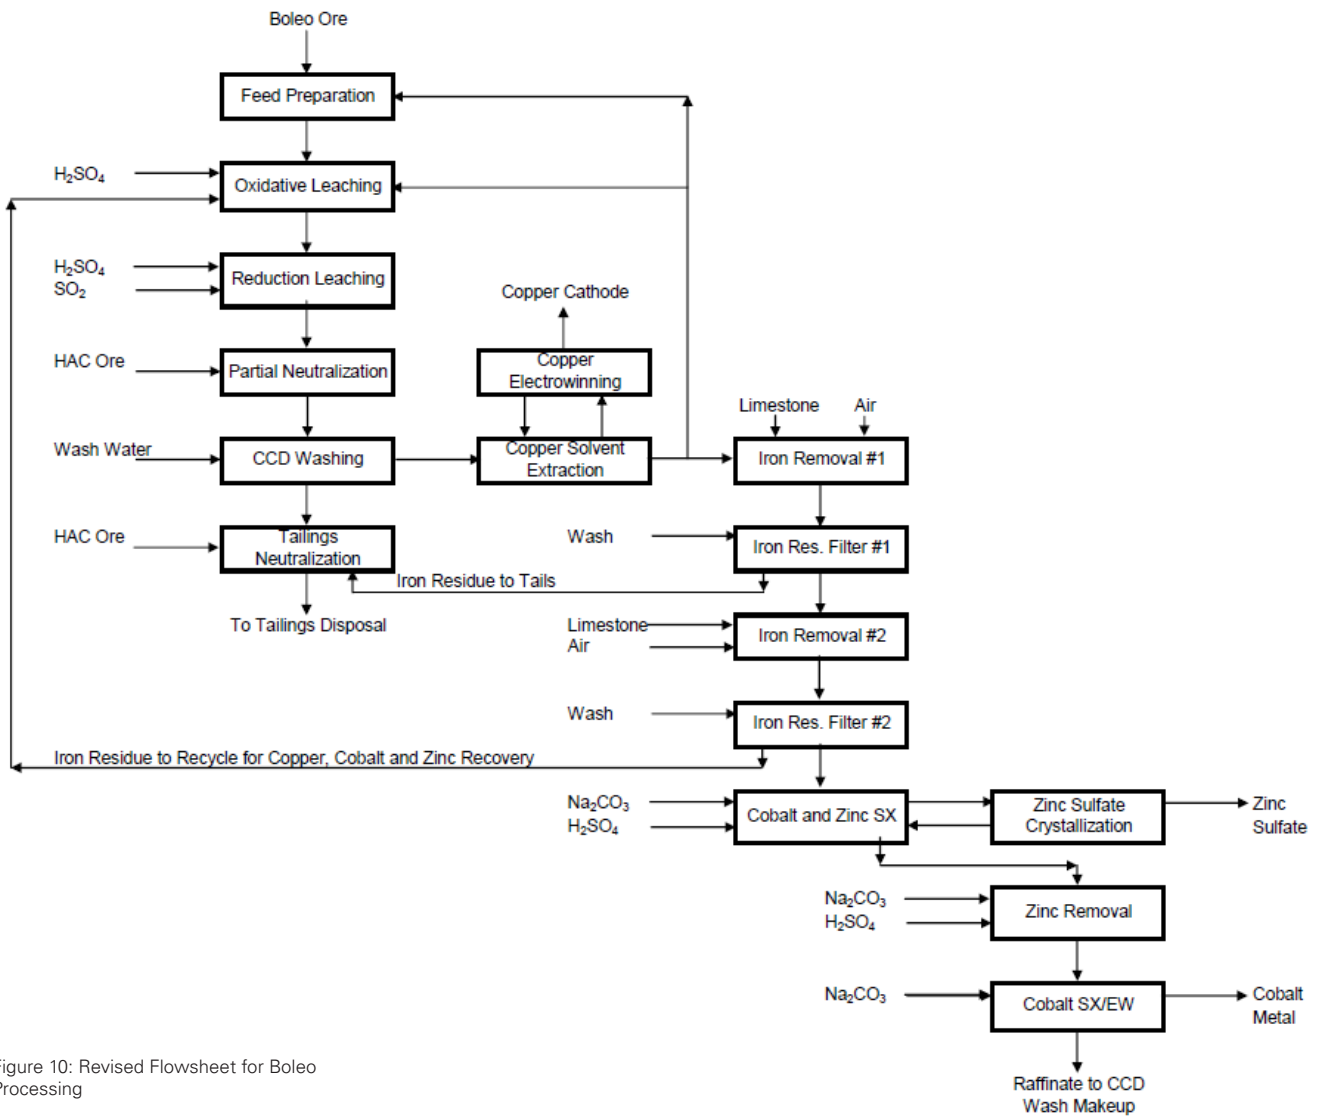 Boleo Ore
Feed Preparation
H₂SO₄
Oxidative Leaching
H₂SO₄
SO₂
Reduction Leaching
Copper Cathode
HAC Ore
Partial Neutralization
Copper
Electrowinning
Limestone
Air
Wash Water
CCD Washing
Copper Solvent
Extraction
Iron Removal #1
HAC Ore
Tailings
Neutralization
Wash
Iron Res. Filter #1
Iron Residue to Tails
To Tailings Disposal
Limestone
Air
Iron Removal #2
Wash
Iron Res. Filter #2
Iron Residue to Recycle for Copper, Cobalt and Zinc Recovery
Na₂CO₃
H₂SO₄
Cobalt and Zinc SX
Zinc Sulfate
Crystallization
Zinc
Sulfate
Na₂CO₃
H₂SO₄
Zinc Removal
Na₂CO₃
Cobalt SX/EW
Cobalt
Metal
Raffinate to CCD
Wash Makeup
Figure 10: Revised Flowsheet for Boleo
Processing